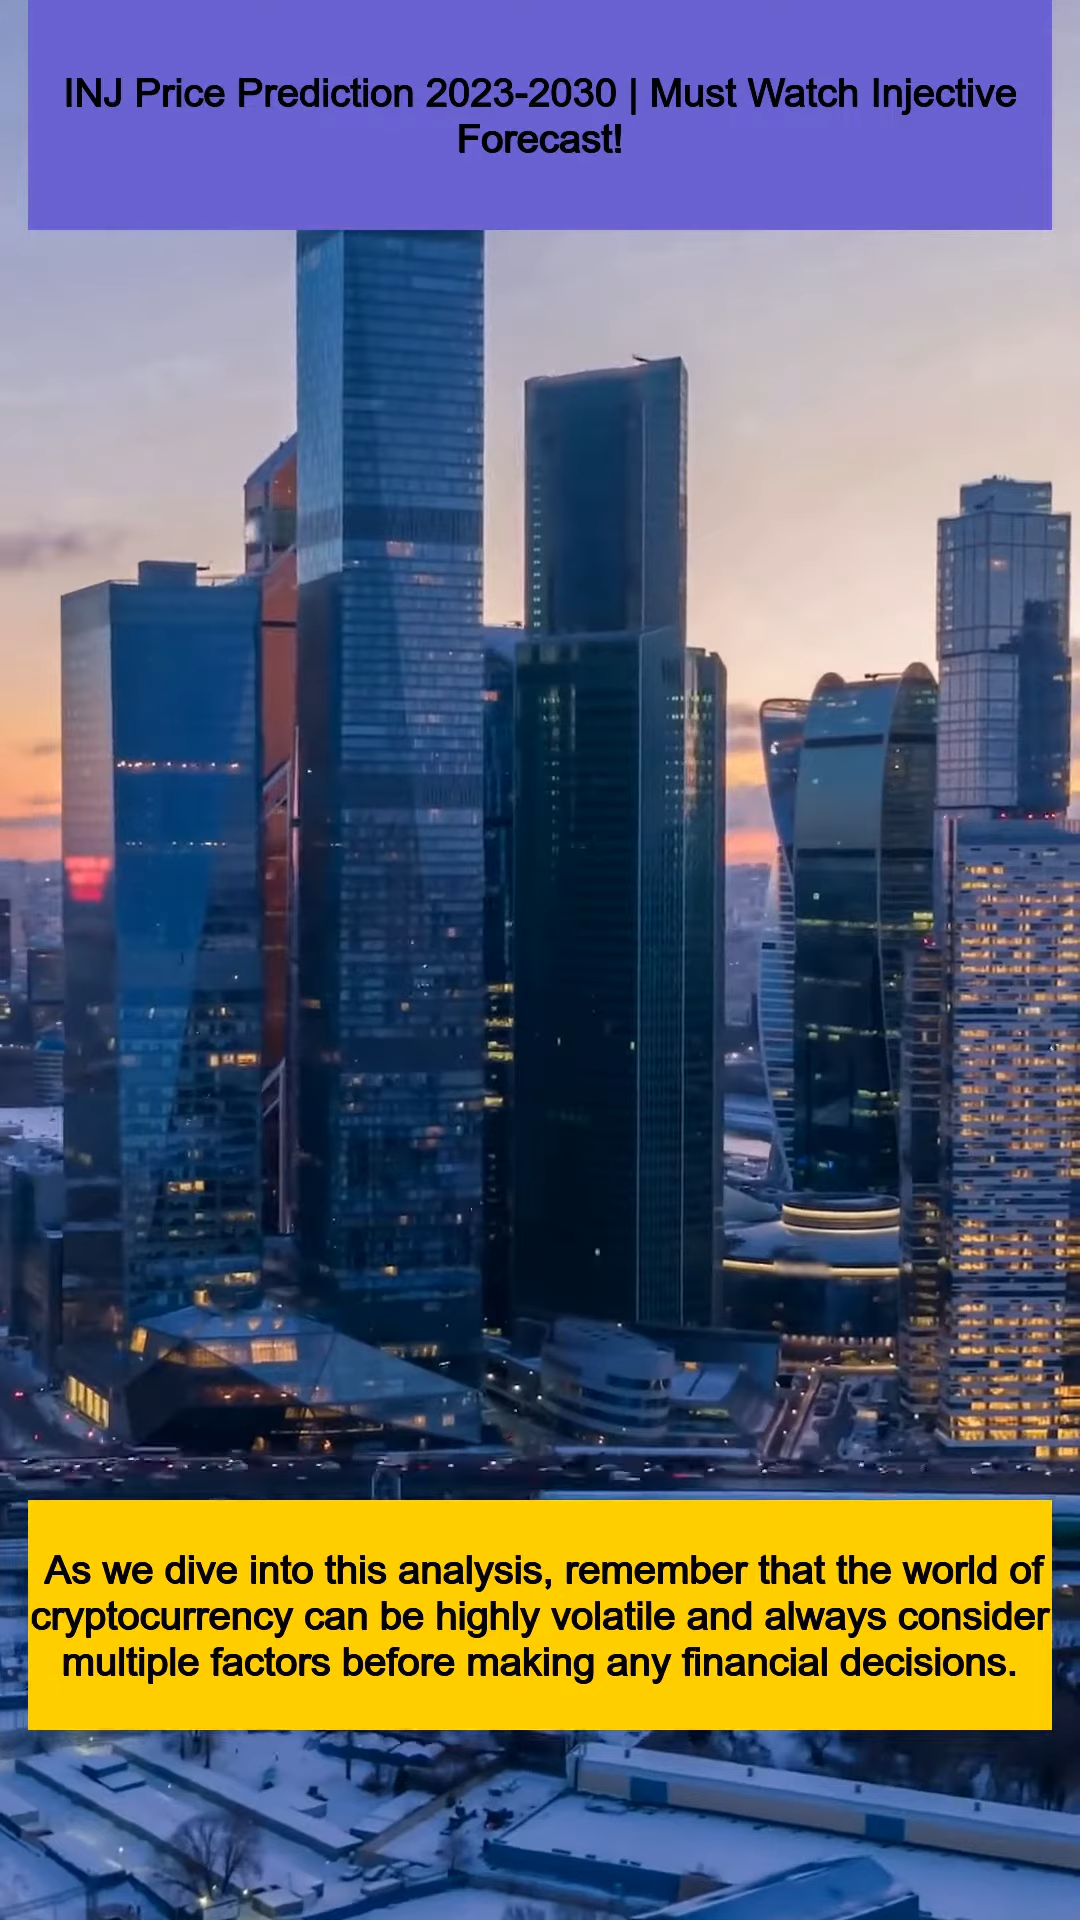 INJ Price Prediction 2023-2030 | Must Watch Injective
Forecast!
As we dive into this analysis, remember that the world of
cryptocurrency can be highly volatile and always consider
multiple factors before making any financial decisions.